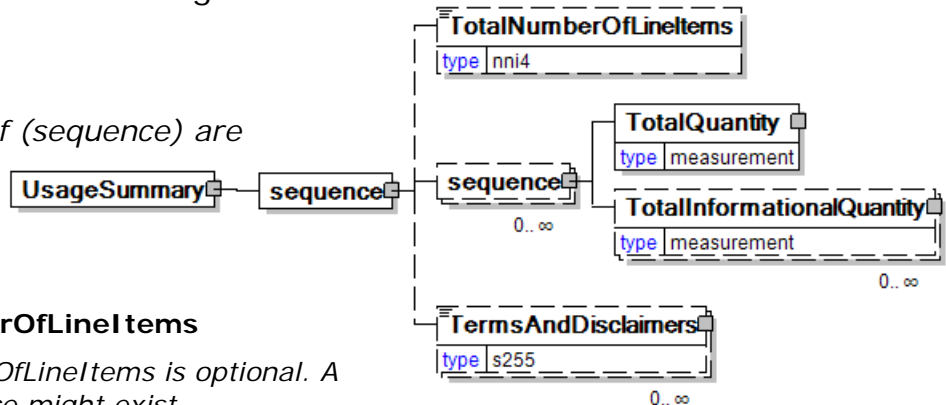 TotalNumberOfLineItems
type nni4
f (sequence) are
TotalQuantity
type measurement
UsageSummary
sequence
sequence
0.. ∞
TotalInformationalQuantity
type measurement
0.. ∞
rOfLineItems
TermsAndDisclaimers
type s255
0.. ∞
OfLineItems is optional. A